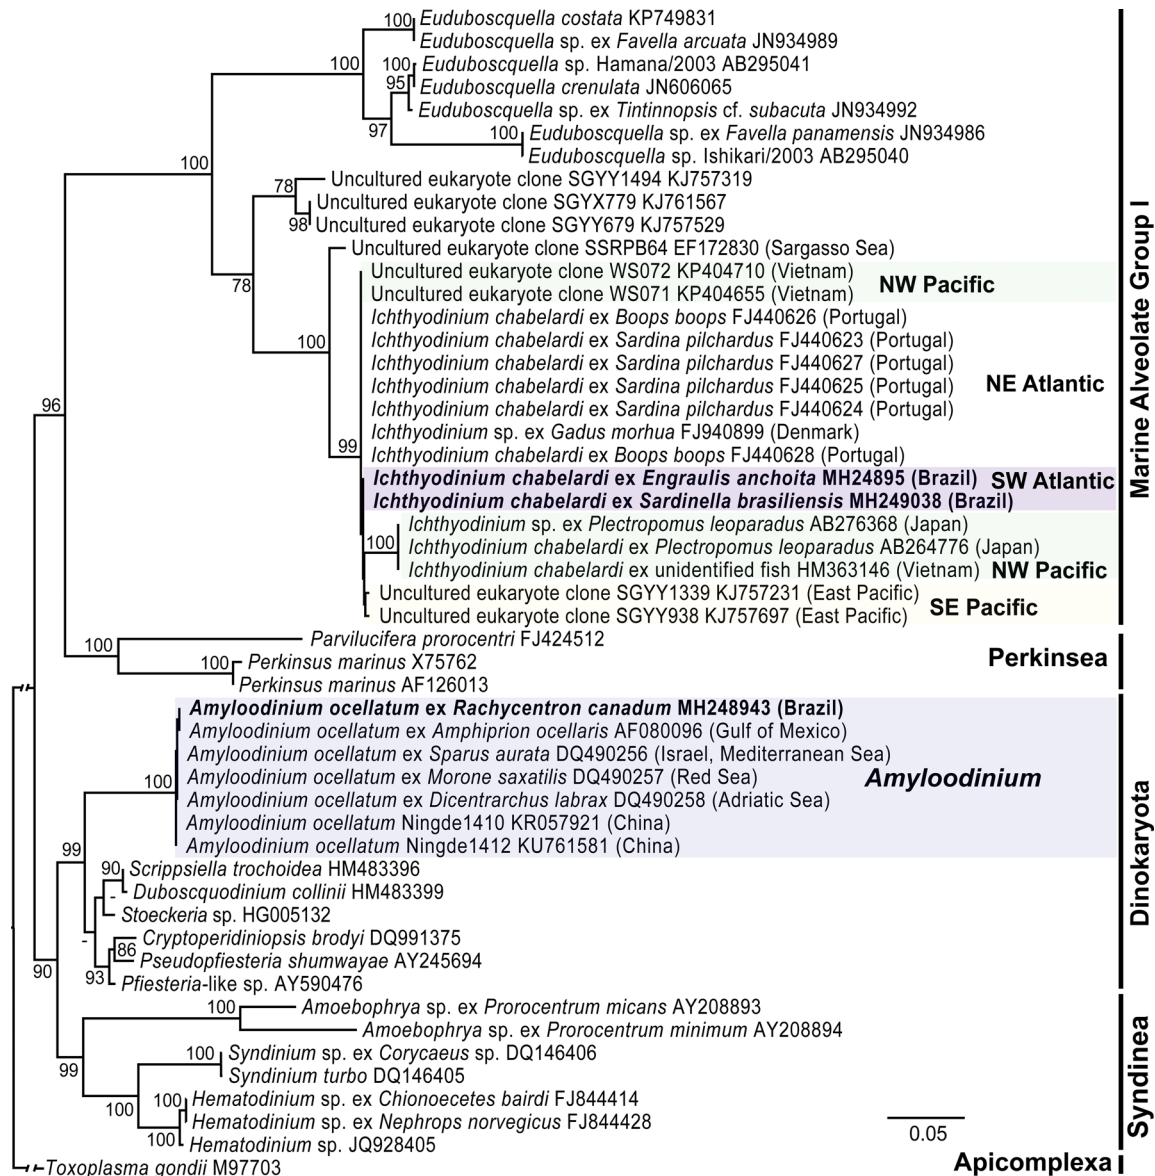 100 Euduboscquella costata KP749831
Euduboscquella sp. ex Favella arcuata JN934989
100 100 Euduboscquella sp. Hamana/2003 AB295041
95 Euduboscquella crenulata JN606065
Euduboscquella sp. ex Tintinnopsis cf. subacuta JN934992
97 100 Euduboscquella sp. ex Favella panamensis JN934986
Euduboscquella sp. Ishikari/2003 AB295040
100
78 Uncultured eukaryote clone SGYY1494 KJ757319
Uncultured eukaryote clone SGYX779 KJ761567
98 Uncultured eukaryote clone SGYY679 KJ757529
Uncultured eukaryote clone SSRPB64 EF172830 (Sargasso Sea)
Uncultured eukaryote clone WS072 KP404710 (Vietnam)
78 NW Pacific
Uncultured eukaryote clone WS071 KP404655 (Vietnam)
Ichthyodinium chabelardi ex Boops boops FJ440626 (Portugal)
100 Ichthyodinium chabelardi ex Sardina pilchardus FJ440623 (Portugal)
Ichthyodinium chabelardi ex Sardina pilchardus FJ440627 (Portugal)
Ichthyodinium chabelardi ex Sardina pilchardus FJ440625 (Portugal) NE Atlantic
96 Ichthyodinium chabelardi ex Sardina pilchardus FJ440624 (Portugal)
Ichthyodinium sp. ex Gadus morhua FJ940899 (Denmark)
99 Ichthyodinium chabelardi ex Boops boops FJ440628 (Portugal)
Ichthyodinium chabelardi ex Engraulis anchoita MH24895 (Brazil) SW Atlantic
Ichthyodinium chabelardi ex Sardinella brasiliensis MH249038 (Brazil)
Ichthyodinium sp. ex Plectropomus leoparadus AB276368 (Japan)
100 Ichthyodinium chabelardi ex Plectropomus leoparadus AB264776 (Japan)
Ichthyodinium chabelardi ex unidentified fish HM363146 (Vietnam) NW Pacific
Uncultured eukaryote clone SGYY1339 KJ757231 (East Pacific)
SE Pacific
Uncultured eukaryote clone SGYY938 KJ757697 (East Pacific)
Marine Alveolate Group I
100 Parvilucifera prorocentri FJ424512
100 Perkinsus marinus X75762
Perkinsus marinus AF126013
Perkinsea
Amyloodinium ocellatum ex Rachycentron canadum MH248943 (Brazil)
Amyloodinium ocellatum ex Amphiprion ocellaris AF080096 (Gulf of Mexico)
Amyloodinium ocellatum ex Sparus aurata DQ490256 (Israel, Mediterranean Sea)
100 Amyloodinium ocellatum ex Morone saxatilis DQ490257 (Red Sea) Amyloodinium
Amyloodinium ocellatum ex Dicentrarchus labrax DQ490258 (Adriatic Sea)
Amyloodinium ocellatum Ningde1410 KR057921 (China)
Amyloodinium ocellatum Ningde1412 KU761581 (China)
99
90 Scrippsiella trochoidea HM483396
Duboscquodinium collinii HM483399
-
Stoeckeria sp. HG005132
-
Cryptoperidiniopsis brodyi DQ991375
86
Pseudopfiesteria shumwayae AY245694
90 93 Pfiesteria-like sp. AY590476
Dinokaryota
100 Amoebophrya sp. ex Prorocentrum micans AY208893
Amoebophrya sp. ex Prorocentrum minimum AY208894
100 Syndinium sp. ex Corycaeus sp. DQ146406
99 Syndinium turbo DQ146405
100 100 Hematodinium sp. ex Chionoecetes bairdi FJ844414
Hematodinium sp. ex Nephrops norvegicus FJ844428
100 Hematodinium sp. JQ928405
Syndinea
0.05
Toxoplasma gondii M97703
Apicomplexa